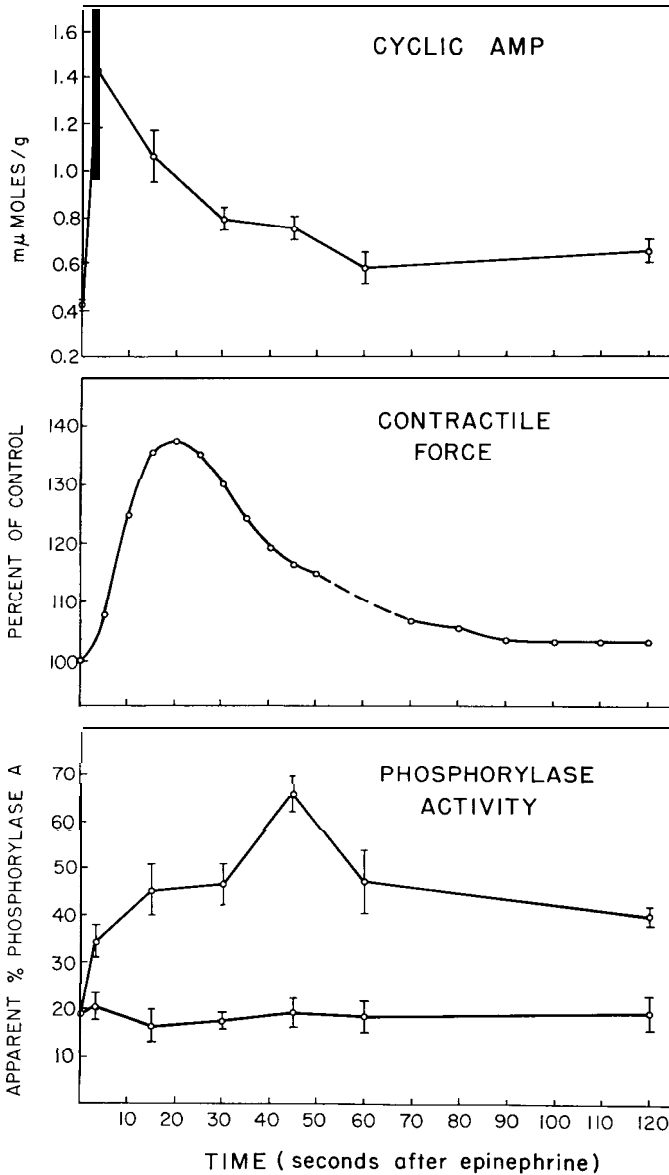 CYCLIC AMP
mμ MOLES/g
1.6
1.4
1.2
1.0
0.8
0.6
0.4
0.2
CONTRACTILE
FORCE
PERCENT OF CONTROL
140
130
120
110
100
PHOSPHORYLASE
ACTIVITY
APPARENT % PHOSPHORYLASE A
70
60
50
40
30
20
10
10 20 30 40 50 60 70 80 90 100 110 120
TIME (seconds after epinephrine)